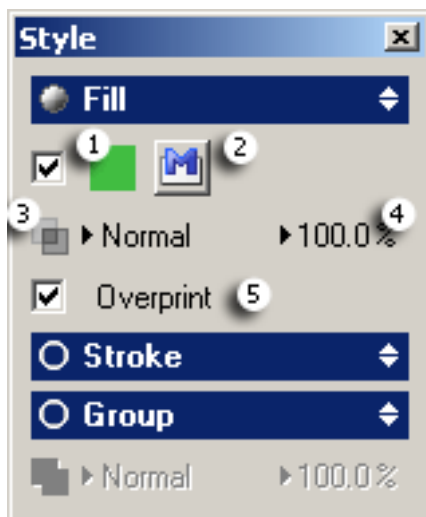 Style
Fill
1 M 2
3 Normal 100.0% 4
Overprint 5
Stroke
Group
Normal 100.0%